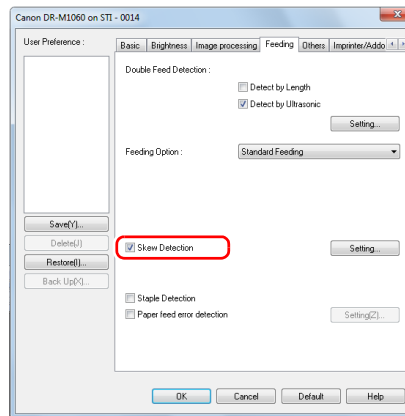 Canon DR-M1060 on STI - 0014
User Preference :
Basic Brightness Image processing Feeding Others Imprinter/Addo
Double Feed Detection :
Detect by Length
Detect by Ultrasonic
Setting...
Feeding Option : Standard Feeding
Save(Y)...
Delete(J)
Restore(I)...
Back Up(X)...
Skew Detection Setting...
Staple Detection
Paper feed error detection Setting(Z)...
OK Cancel Default Help